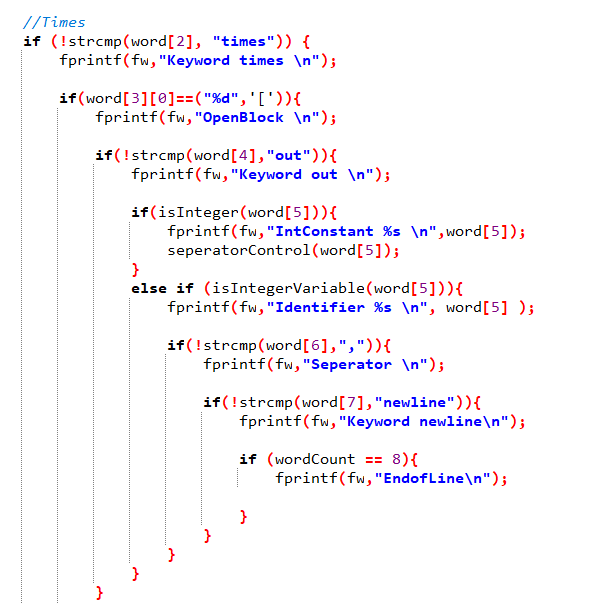 //Times
if (!strcmp(word[2], "times")) {
fprintf(fw,"Keyword times \n");
if(word[3][0]==("%d",'[')){
fprintf(fw,"OpenBlock \n");
if(!strcmp(word[4],"out")){
fprintf(fw,"Keyword out \n");
if(isInteger(word[5])){
fprintf(fw,"IntConstant %s \n",word[5]);
seperatorControl(word[5]);
}
else if (isIntegerVariable(word[5])){
fprintf(fw,"Identifier %s \n", word[5] );
if(!strcmp(word[6],",")){
fprintf(fw,"Seperator \n");
if(!strcmp(word[7],"newline")){
fprintf(fw,"Keyword newline\n");
if (wordCount == 8){
fprintf(fw,"EndofLine\n");
}
}
}
}
}